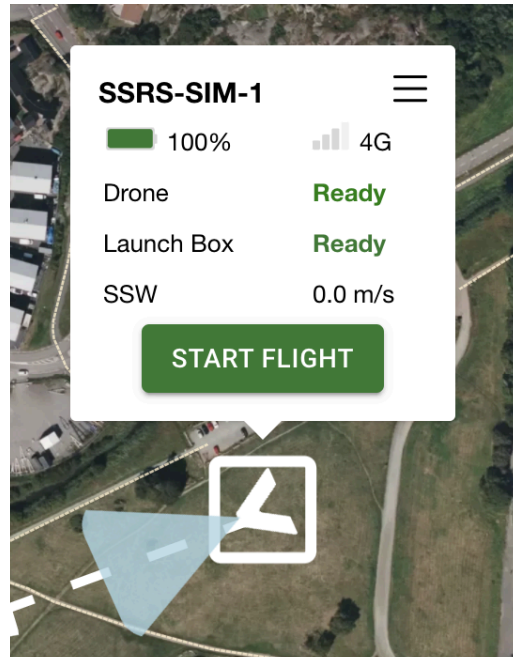 SSRS-SIM-1
100% 4G
Drone Ready
Launch Box Ready
SSW 0.0 m/s
START FLIGHT